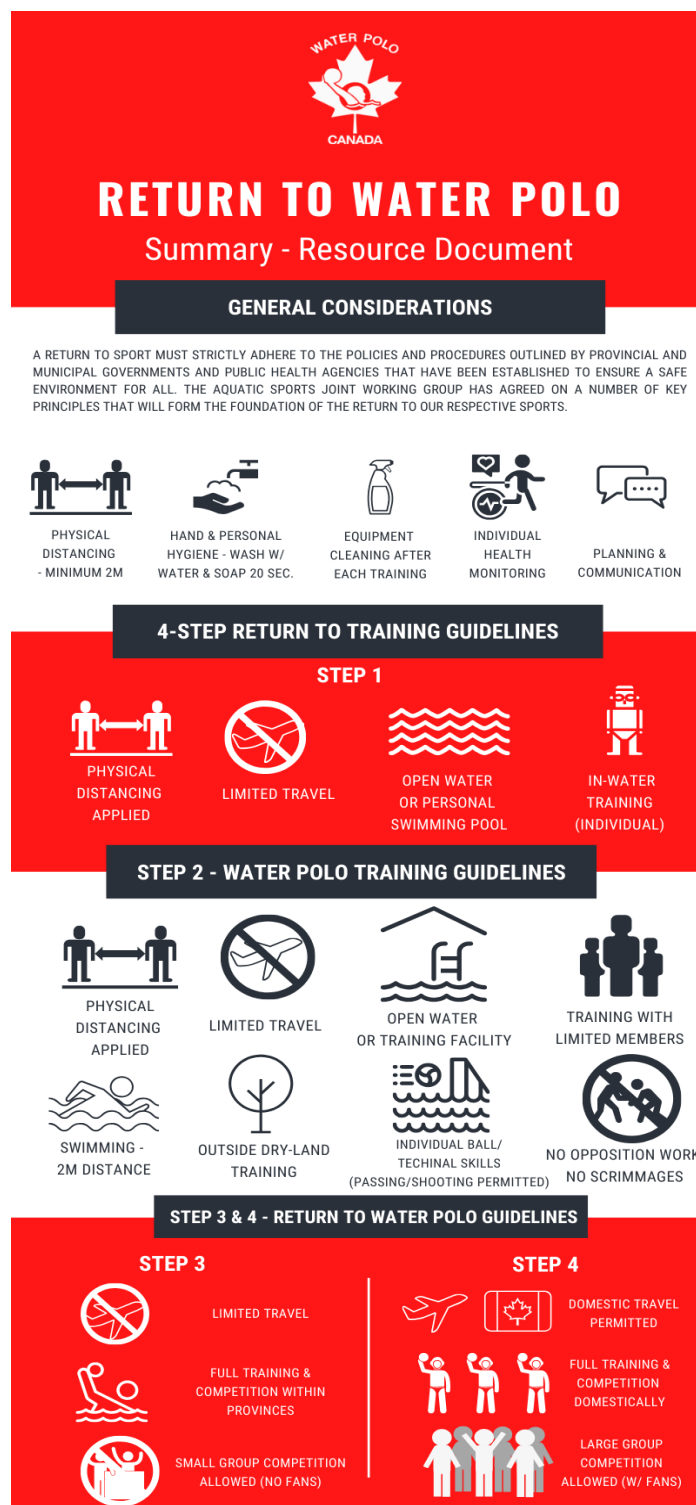 WATER POLO
CANADA
RETURN TO WATER POLO
Summary - Resource Document
GENERAL CONSIDERATIONS
A RETURN TO SPORT MUST STRICTLY ADHERE TO THE POLICIES AND PROCEDURES OUTLINED BY PROVINCIAL AND
MUNICIPAL GOVERNMENTS AND PUBLIC HEALTH AGENCIES THAT HAVE BEEN ESTABLISHED TO ENSURE A SAFE
ENVIRONMENT FOR ALL. THE AQUATIC SPORTS JOINT WORKING GROUP HAS AGREED ON A NUMBER OF KEY
PRINCIPLES THAT WILL FORM THE FOUNDATION OF THE RETURN TO OUR RESPECTIVE SPORTS.
PHYSICAL
DISTANCING
- MINIMUM 2M
HAND & PERSONAL
HYGIENE - WASH W/
WATER & SOAP 20 SEC.
EQUIPMENT
CLEANING AFTER
EACH TRAINING
INDIVIDUAL
HEALTH
MONITORING
PLANNING &
COMMUNICATION
4-STEP RETURN TO TRAINING GUIDELINES
STEP 1
PHYSICAL
DISTANCING
APPLIED
LIMITED TRAVEL
OPEN WATER
OR PERSONAL
SWIMMING POOL
IN-WATER
TRAINING
(INDIVIDUAL)
STEP 2 - WATER POLO TRAINING GUIDELINES
PHYSICAL
DISTANCING
APPLIED
LIMITED TRAVEL
OPEN WATER
OR TRAINING FACILITY
TRAINING WITH
LIMITED MEMBERS
SWIMMING -
2M DISTANCE
OUTSIDE DRY-LAND
TRAINING
INDIVIDUAL BALL/
TECHINAL SKILLS
(PASSING/SHOOTING PERMITTED)
NO OPPOSITION WORK
NO SCRIMMAGES
STEP 3 & 4 - RETURN TO WATER POLO GUIDELINES
STEP 3
LIMITED TRAVEL
FULL TRAINING &
COMPETITION WITHIN
PROVINCES
SMALL GROUP COMPETITION
ALLOWED (NO FANS)
STEP 4
DOMESTIC TRAVEL
PERMITTED
FULL TRAINING &
COMPETITION
DOMESTICALLY
LARGE GROUP
COMPETITION
ALLOWED (W/ FANS)